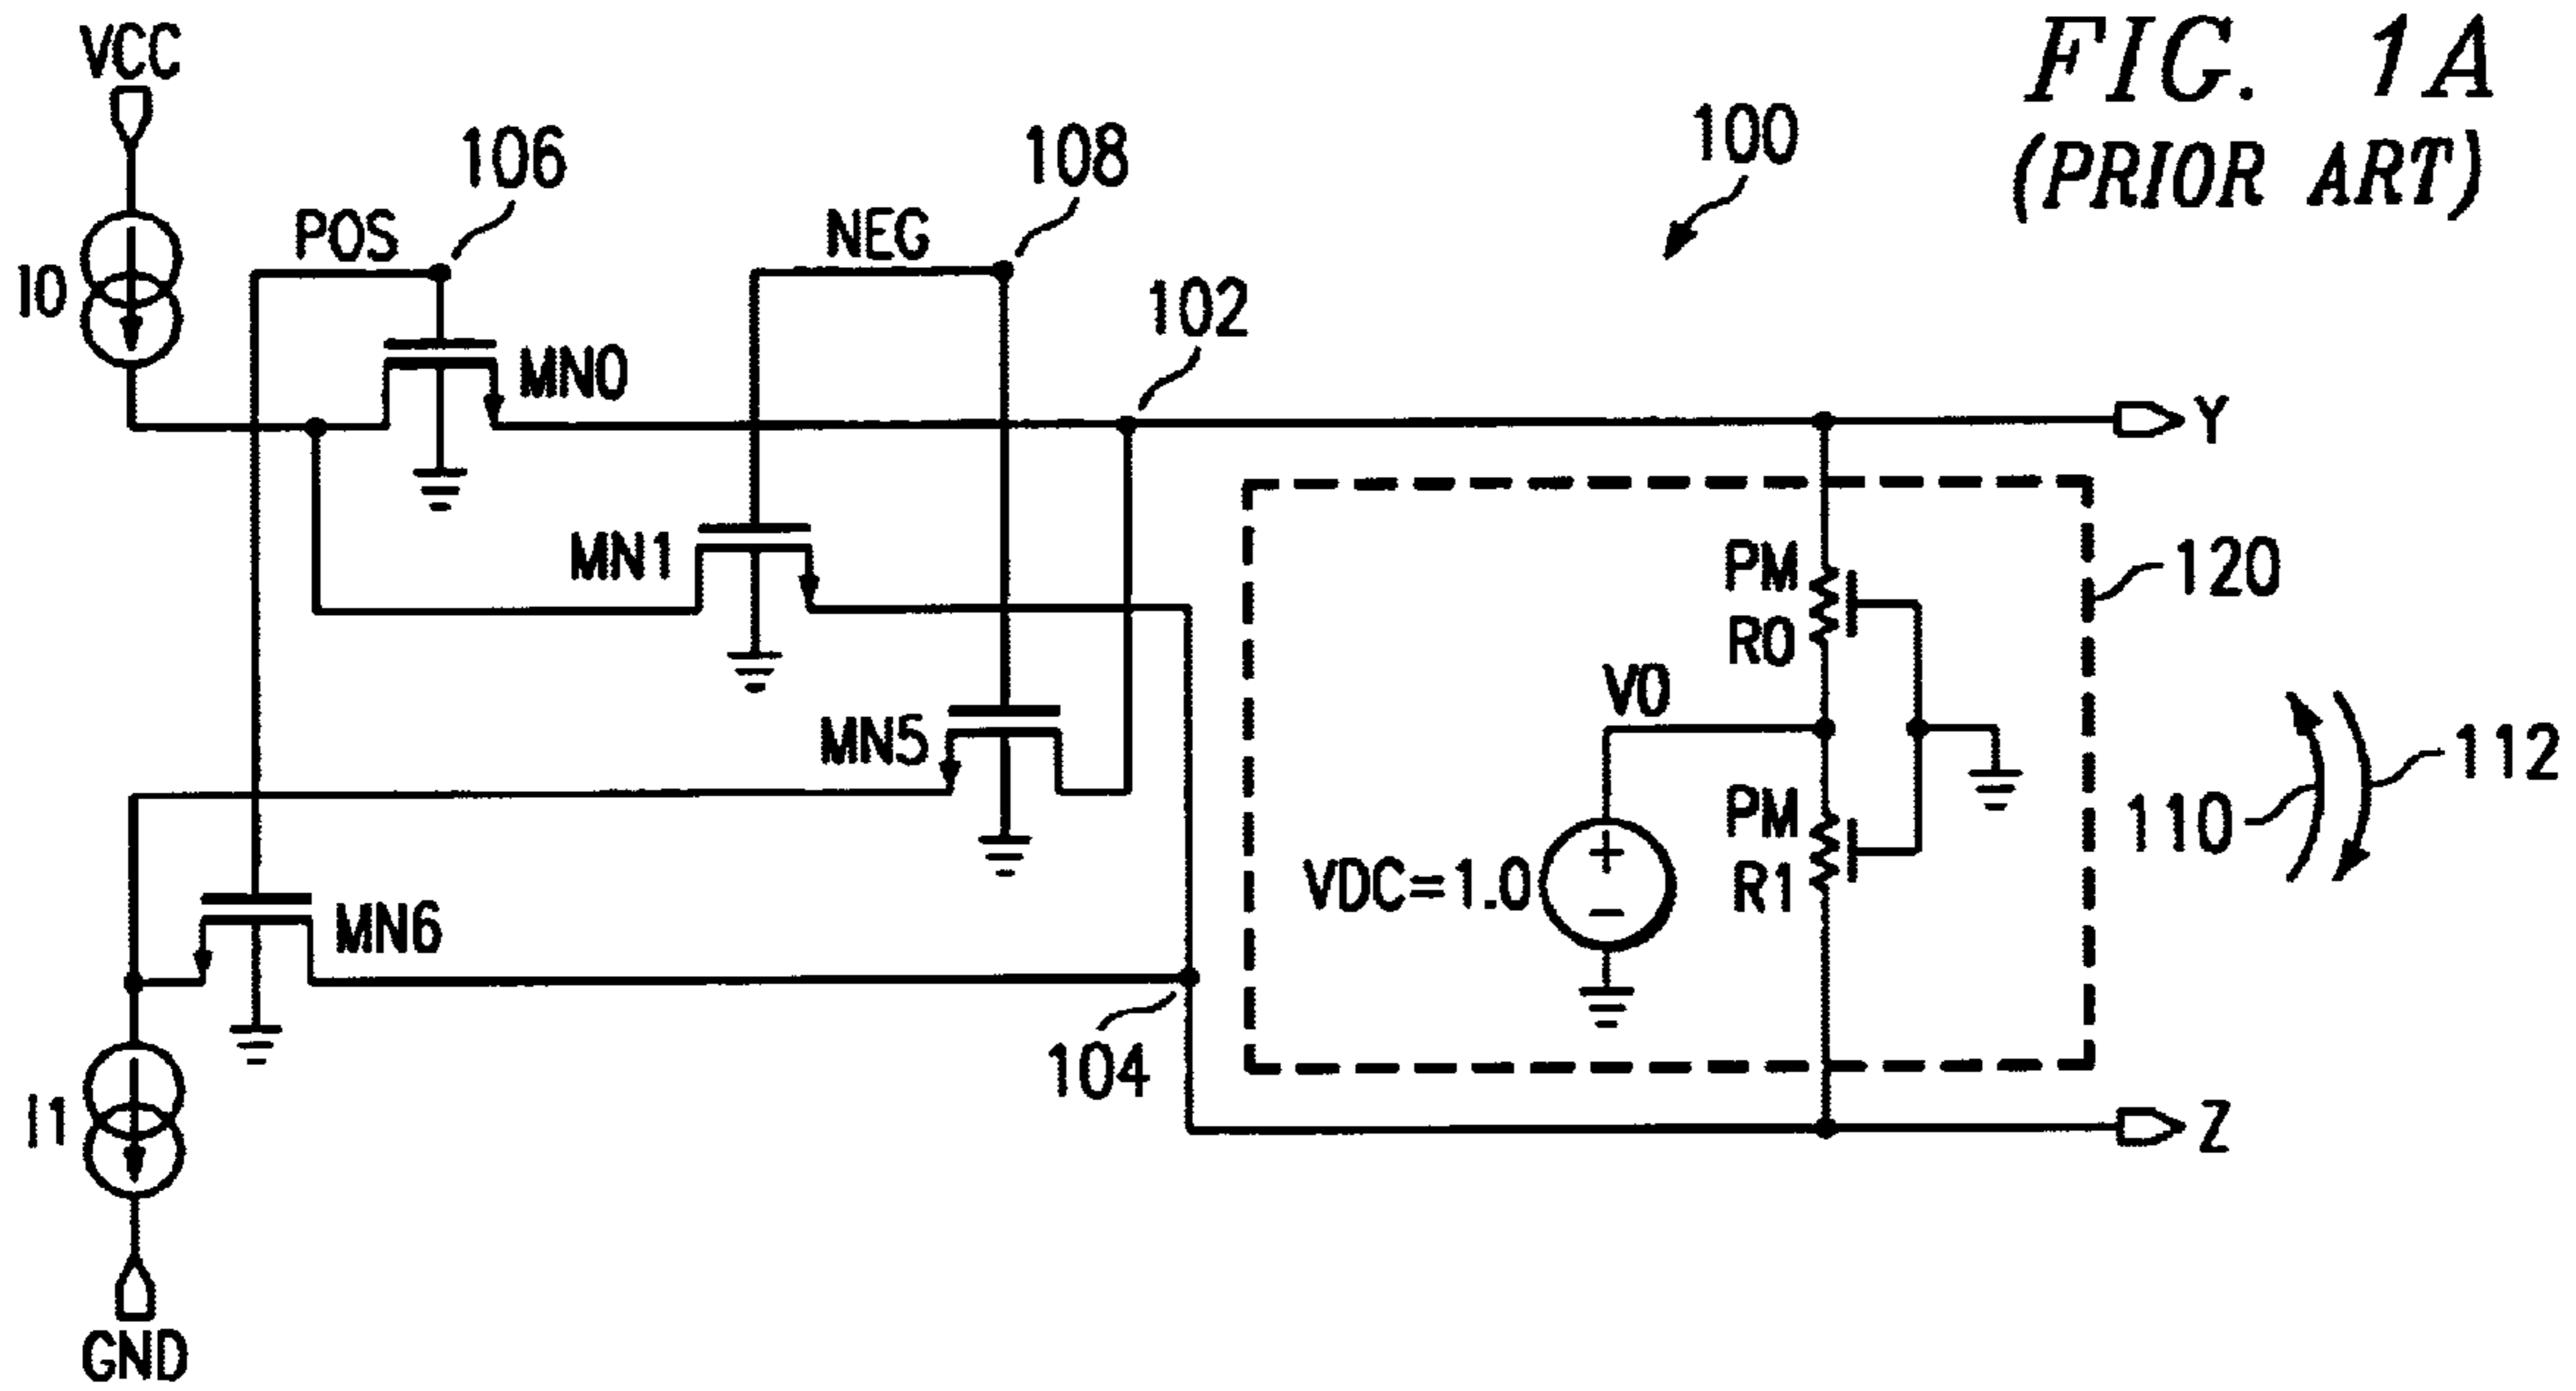 FIG. 1A
(PRIOR ART)
VCC
106
108
100
POS
NEG
I0
102
MN0
Y
MN1
PM
R0
120
V0
MN5
112
110
PM
R1
VDC=1.0
MN6
104
I1
Z
GND